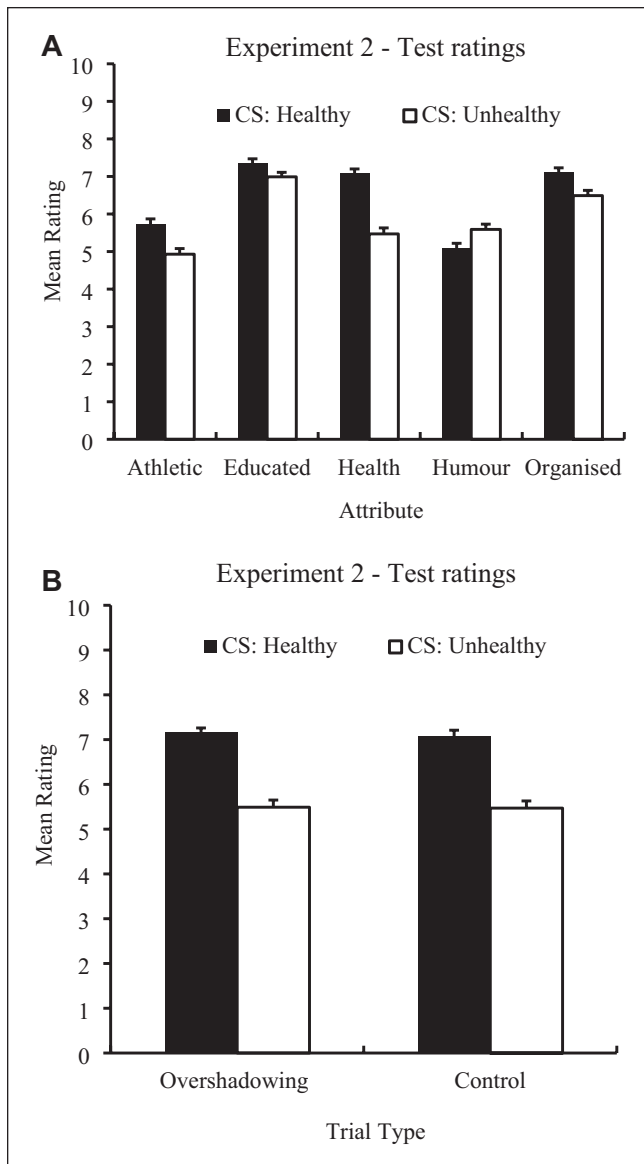 A
Experiment 2 - Test ratings
CS: Healthy CS: Unhealthy
10
9
8
7
6
5
4
3
2
1
0
Mean Rating
Athletic Educated Health Humour Organised
Attribute
B
Experiment 2 - Test ratings
CS: Healthy CS: Unhealthy
10
9
8
7
6
5
4
3
2
1
0
Mean Rating
Overshadowing Control
Trial Type